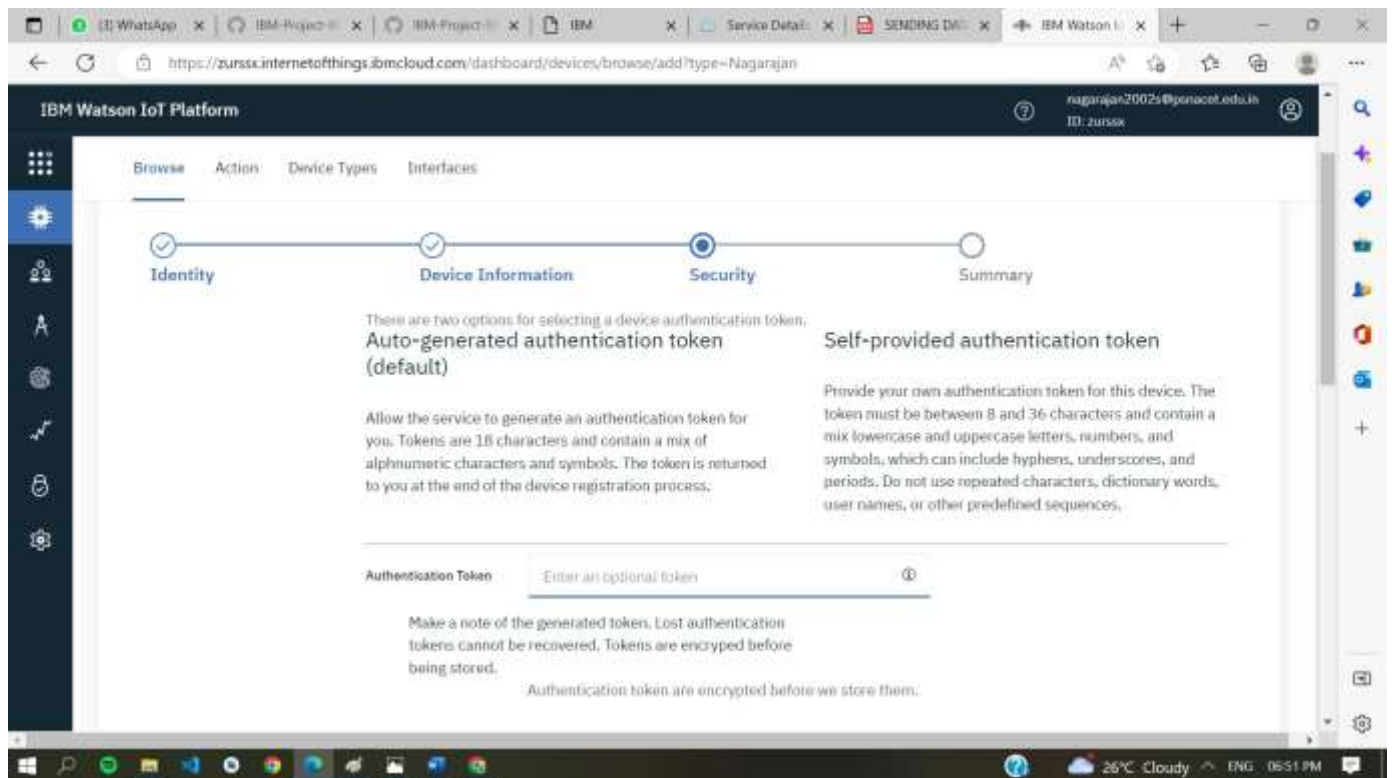 (3) WhatsApp
IBM
Service Detail
SENDING DAT
IBM Watson I
https://zurssx.internetofthings.ibmcloud.com/dashboard/devices/browse/add?type=Nagarajan
IBM Watson IoT Platform
nagarajan2002s@psnacet.edu.in
ID: zurssx
Browse Action Device Types Interfaces
Identity Device Information Security Summary
There are two options for selecting a device authentication token.
Auto-generated authentication token
(default)
Allow the service to generate an authentication token for
you. Tokens are 18 characters and contain a mix of
alphnumeric characters and symbols. The token is returned
to you at the end of the device registration process.
Self-provided authentication token
Provide your own authentication token for this device. The
token must be between 8 and 36 characters and contain a
mix lowercase and uppercase letters, numbers, and
symbols, which can include hyphens, underscores, and
periods. Do not use repeated characters, dictionary words,
user names, or other predefined sequences.
Authentication Token Enter an optional token
Make a note of the generated token. Lost authentication
tokens cannot be recovered. Tokens are encryped before
being stored.
Authentication token are encrypted before we store them.
26°C Cloudy ENG 06:51 PM